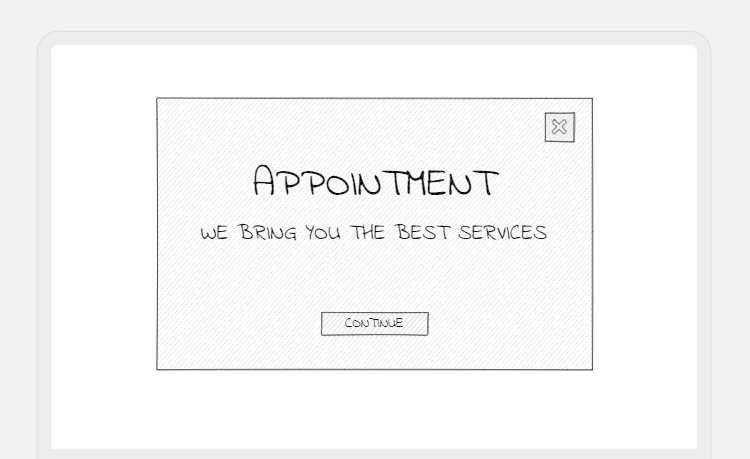 APPOINTMENT
WE BRING YOU THE BEST SERVICES
CONTINUE